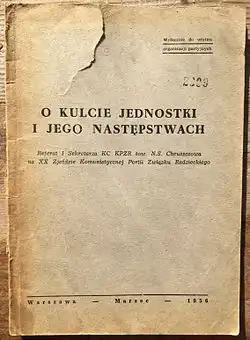 Wyłącznie do użytku
organizacji partyjnych
O KULCIE JEDNOSTKI
I JEGO NASTĘPSTWACH
Referat I Sekretarza KC KPZR tow. N.S. Chruszczowa
na XX Zjeździe Komunistycznej Partii Związku Radzieckiego
Warszawa — Marzec — 1956